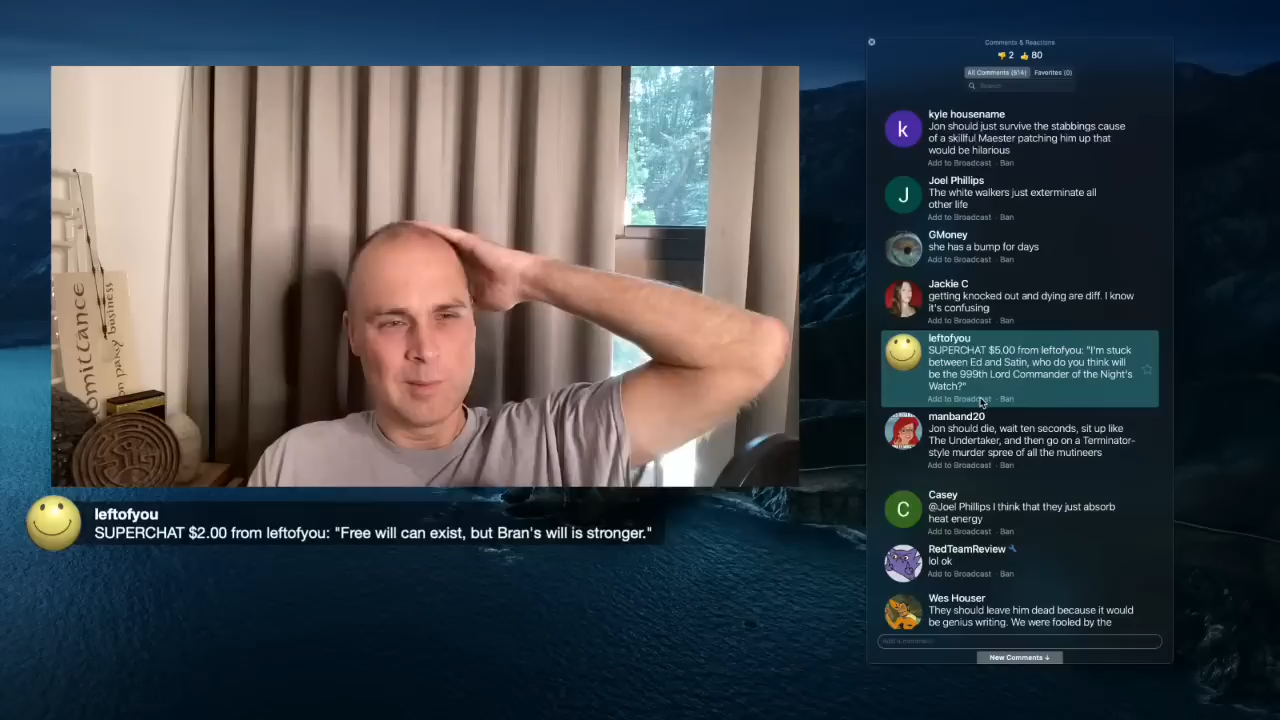 omittance
business
company
leftofyou
SUPERCHAT $2.00 from leftofyou: "Free will can exist, but Bran's will is stronger."
Comments & Reactions
👎 2 👍 80
All Comments (514) Favorites (0)
Search
k
kyle housename
Jon should just survive the stabbings cause
of a skillful Maester patching him up that
would be hilarious
Add to Broadcast · Ban
J
Joel Phillips
The white walkers just exterminate all
other life
Add to Broadcast · Ban
GMoney
she has a bump for days
Add to Broadcast · Ban
Jackie C
getting knocked out and dying are diff. I know
it's confusing
Add to Broadcast · Ban
leftofyou
SUPERCHAT $5.00 from leftofyou: "I'm stuck
between Ed and Satin, who do you think will
be the 999th Lord Commander of the Night's
Watch?"
Add to Broadcast · Ban
manband20
Jon should die, wait ten seconds, sit up like
The Undertaker, and then go on a Terminator-
style murder spree of all the mutineers
Add to Broadcast · Ban
C
Casey
@Joel Phillips I think that they just absorb
heat energy
Add to Broadcast · Ban
RedTeamReview
lol ok
Add to Broadcast · Ban
Wes Houser
They should leave him dead because it would
be genius writing. We were fooled by the
Add a comment
New Comments ↓